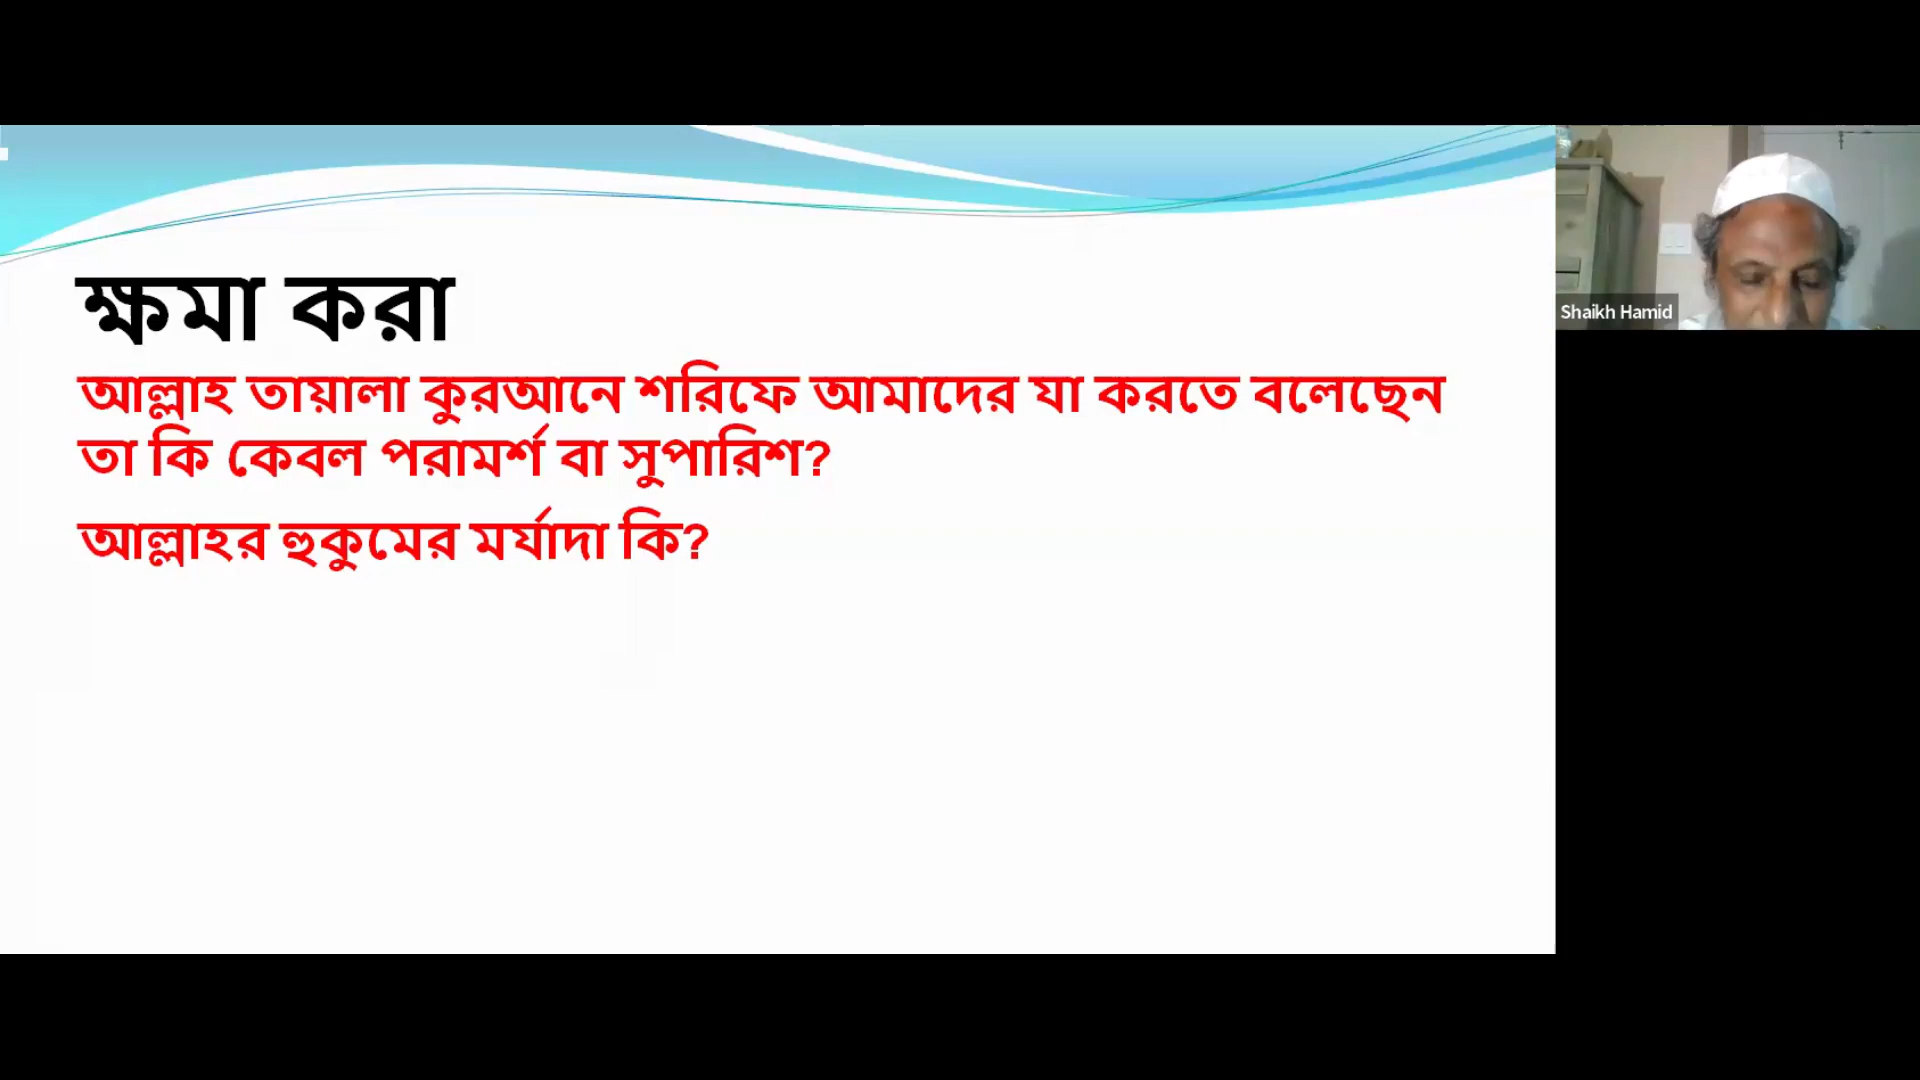 ক্ষমা করা
আল্লাহ তায়ালা কুরআনে শরিফে আমাদের যা করতে বলেছেন
তা কি কেবল পরামর্শ বা সুপারিশ?
আল্লাহর হুকুমের মর্যাদা কি?
Shaikh Hamid